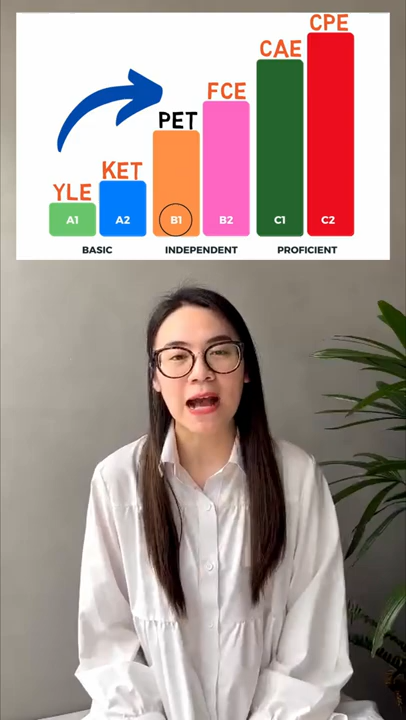 CPE
CAE
FCE
PET
KET
YLE
A1 A2 B1 B2 C1 C2
BASIC INDEPENDENT PROFICIENT